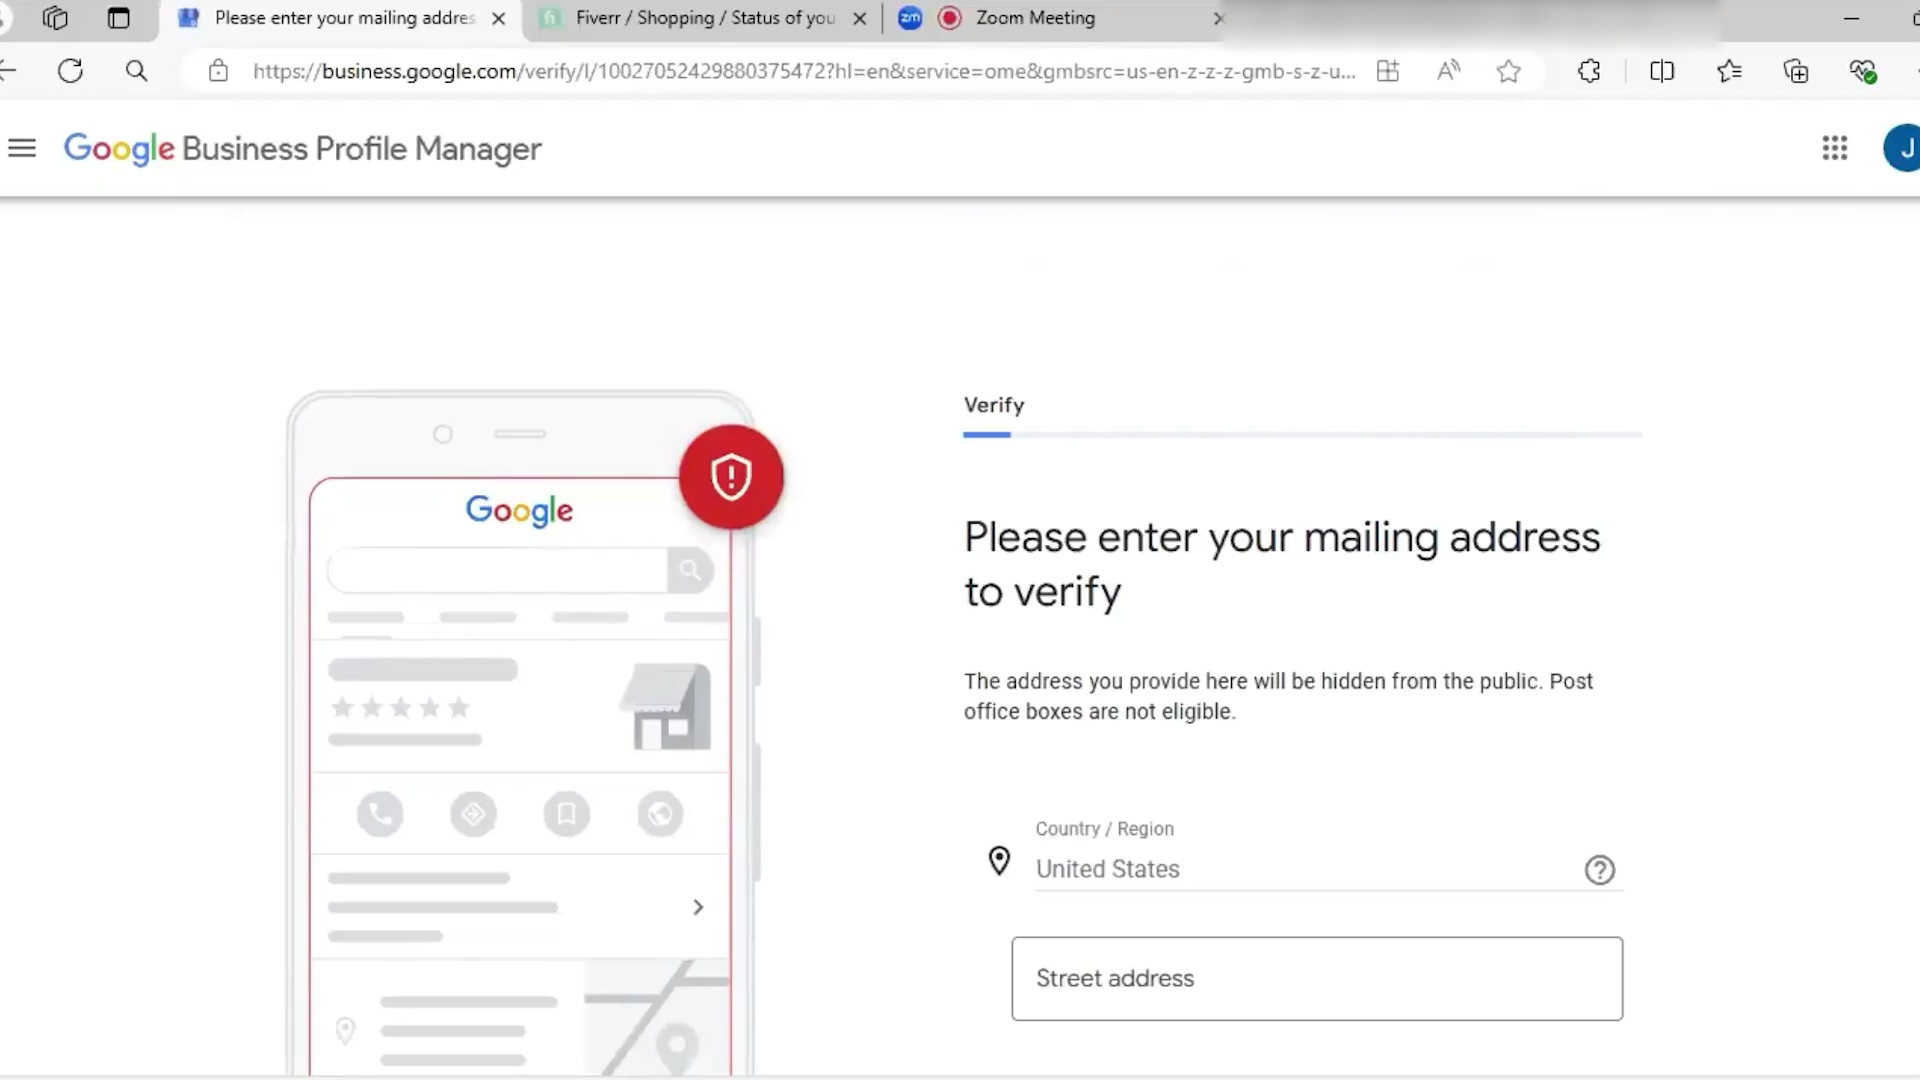 Please enter your mailing addres
Fiverr / Shopping / Status of you
zm
Zoom Meeting
https://business.google.com/verify/l/10027052429880375472?hl=en&service=ome&gmbsrc=us-en-z-z-z-gmb-s-z-u...
Google Business Profile Manager
J
Verify
Google
Please enter your mailing address
to verify
The address you provide here will be hidden from the public. Post
office boxes are not eligible.
Country / Region
United States
Street address